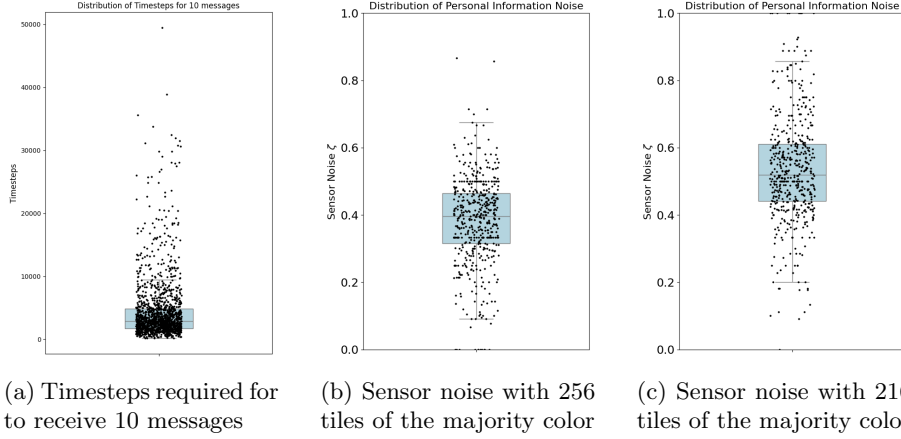 Distribution of Timesteps for 10 messages
Timesteps
50000
40000
30000
20000
10000
0
(a) Timesteps required for
to receive 10 messages
Distribution of Personal Information Noise
Sensor Noise ζ
1.0
0.8
0.6
0.4
0.2
0.0
(b) Sensor noise with 256
tiles of the majority color
Distribution of Personal Information Noise
Sensor Noise ζ
1.0
0.8
0.6
0.4
0.2
0.0
(c) Sensor noise with
tiles of the majority